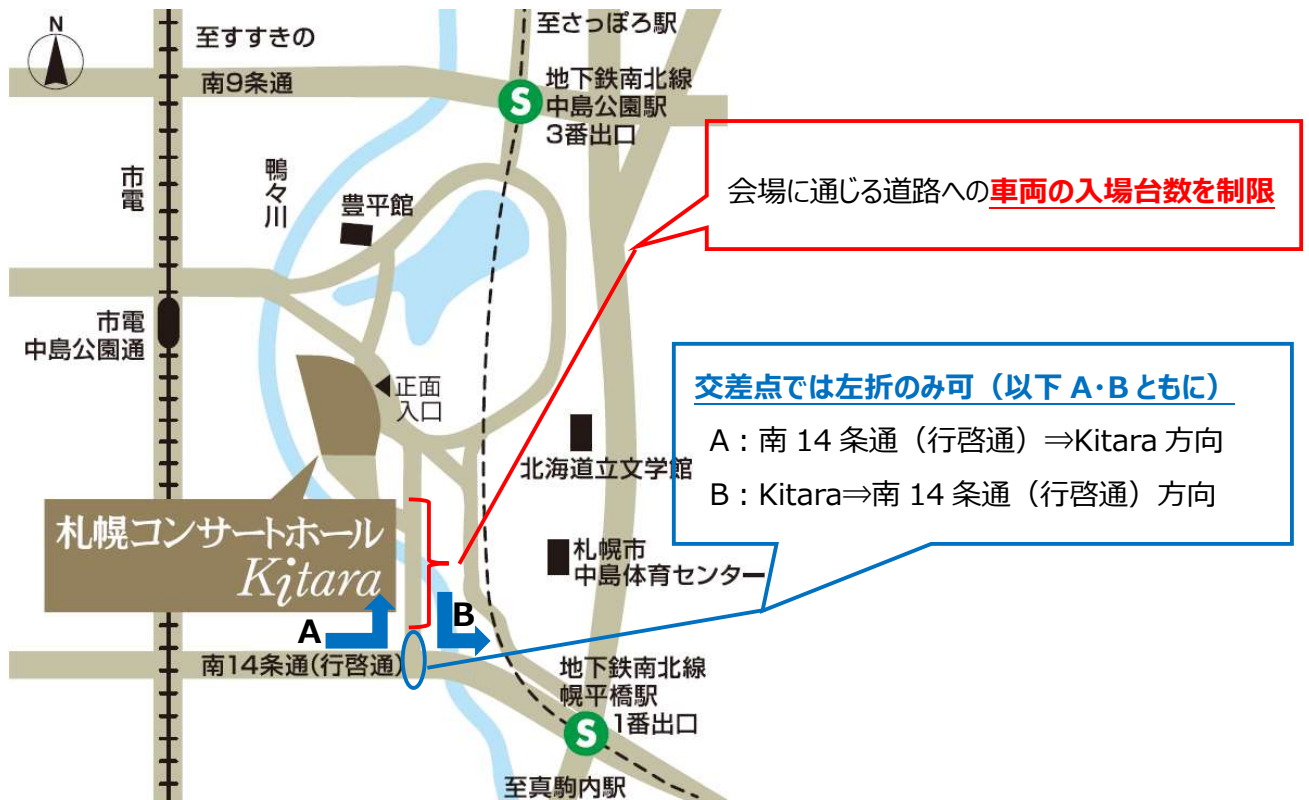 N
至すすきの
至さっぽろ駅
南9条通
S
地下鉄南北線
中島公園駅
3番出口
市電
鴨々川
豊平館
会場に通じる道路への車両の入場台数を制限
市電
中島公園通
正面
入口
交差点では左折のみ可（以下 A・B ともに）
A：南 14 条通（行啓通）⇒Kitara 方向
B：Kitara⇒南 14 条通（行啓通）方向
北海道立文学館
札幌コンサートホール
Kitara
札幌市
中島体育センター
A
B
南14条通(行啓通)
地下鉄南北線
幌平橋駅
1番出口
S
至真駒内駅